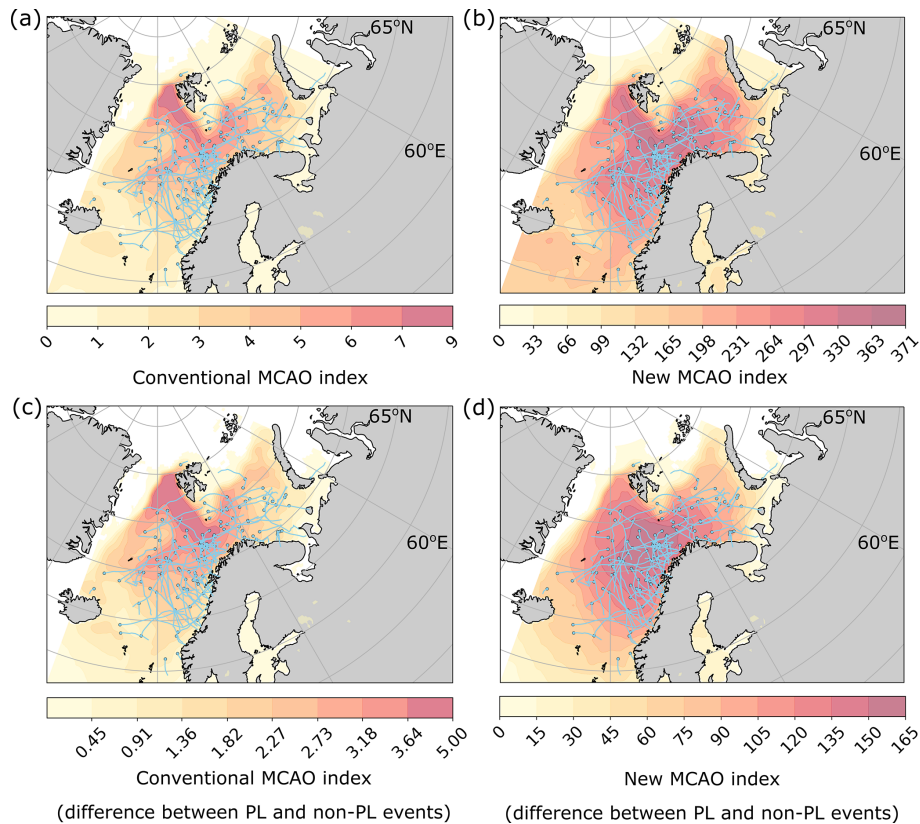 (a)
65°N
60°E
0 1 2 3 4 5 6 7 9
Conventional MCAO index
(b)
65°N
60°E
0 33 66 99 132 165 198 231 264 297 330 363 371
New MCAO index
(c)
65°N
60°E
0.45 0.91 1.36 1.82 2.27 2.73 3.18 3.64 5.00
Conventional MCAO index
(difference between PL and non-PL events)
(d)
65°N
60°E
0 15 30 45 60 75 90 105 120 135 150 165
New MCAO index
(difference between PL and non-PL events)